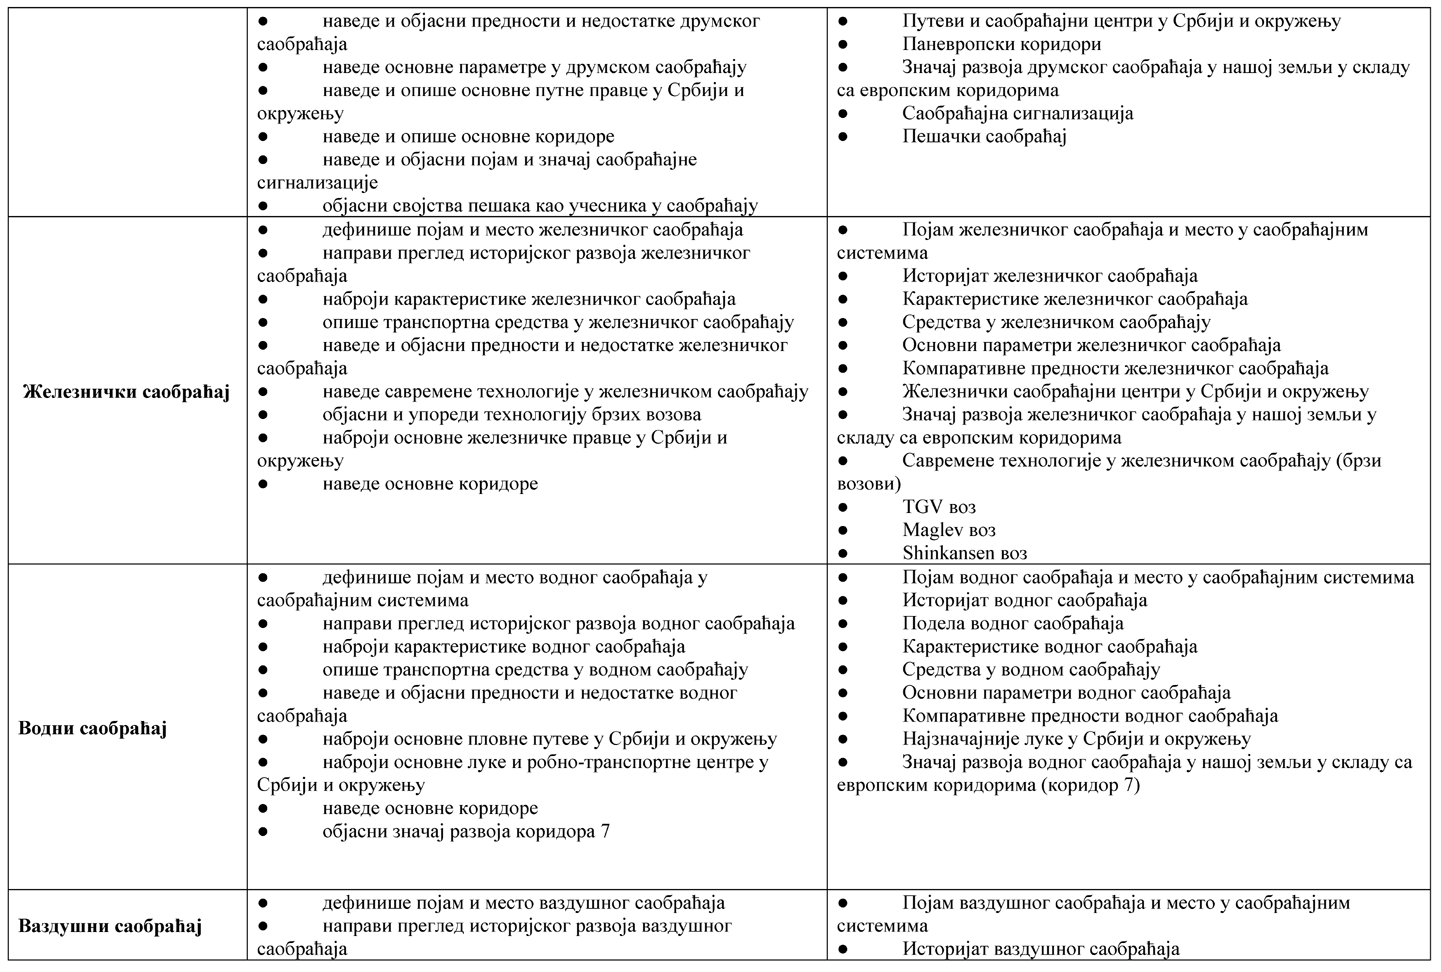 ● наведе и објасни предности и недостатке друмског
саобраћаја
● наведе основне параметре у друмском саобраћају
● наведе и опише основне путне правце у Србији и
окружењу
● наведе и опише основне коридоре
● наведе и објасни појам и значај саобраћајне
сигнализације
● објасни својства пешака као учесника у саобраћају
● Путеви и саобраћајни центри у Србији и окружењу
● Паневропски коридори
● Значај развоја друмског саобраћаја у нашој земљи у складу
са европским коридорима
● Саобраћајна сигнализација
● Пешачки саобраћај
Железнички саобраћај
● дефинише појам и место железничког саобраћаја
● направи преглед историјског развоја железничког
саобраћаја
● наброји карактеристике железничког саобраћаја
● опише транспортна средства у железничког саобраћају
● наведе и објасни предности и недостатке железничког
саобраћаја
● наведе савремене технологије у железничком саобраћају
● објасни и упореди технологију брзих возова
● наброји основне железничке правце у Србији и
окружењу
● наведе основне коридоре
● Појам железничког саобраћаја и место у саобраћајним
системима
● Историјат железничког саобраћаја
● Карактеристике железничког саобраћаја
● Средства у железничком саобраћају
● Основни параметри железничког саобраћаја
● Компаративне предности железничког саобраћаја
● Железнички саобраћајни центри у Србији и окружењу
● Значај развоја железничког саобраћаја у нашој земљи у
складу са европским коридорима
● Савремене технологије у железничком саобраћају (брзи
возови)
● TGV воз
● Maglev воз
● Shinkansen воз
Водни саобраћај
● дефинише појам и место водног саобраћаја у
саобраћајним системима
● направи преглед историјског развоја водног саобраћаја
● наброји карактеристике водног саобраћаја
● опише транспортна средства у водном саобраћају
● наведе и објасни предности и недостатке водног
саобраћаја
● наброји основне пловне путеве у Србији и окружењу
● наброји основне луке и робно-транспортне центре у
Србији и окружењу
● наведе основне коридоре
● објасни значај развоја коридора 7
● Појам водног саобраћаја и место у саобраћајним системима
● Историјат водног саобраћаја
● Подела водног саобраћаја
● Карактеристике водног саобраћаја
● Средства у водном саобраћају
● Основни параметри водног саобраћаја
● Компаративне предности водног саобраћаја
● Најзначајније луке у Србији и окружењу
● Значај развоја водног саобраћаја у нашој земљи у складу са
европским коридорима (коридор 7)
Ваздушни саобраћај
● дефинише појам и место ваздушног саобраћаја
● направи преглед историјског развоја ваздушног
саобраћаја
● Појам ваздушног саобраћаја и место у саобраћајним
системима
● Историјат ваздушног саобраћаја